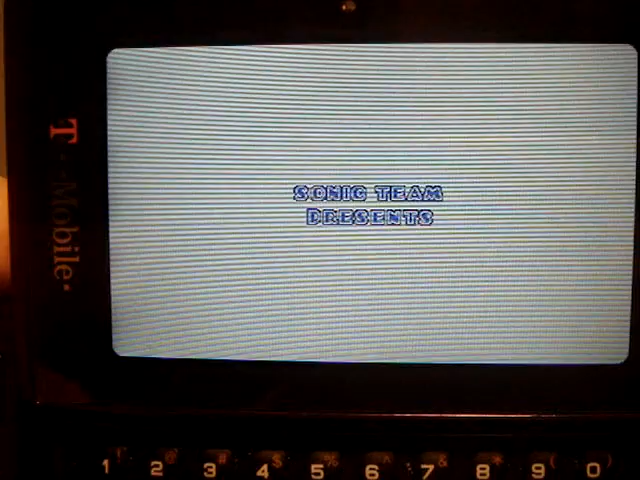 T··Mobile·
SONIC TEAM
PRESENTS
1! 2@ 3# 4$ 5% 6^ 7& 8* 9( 0)